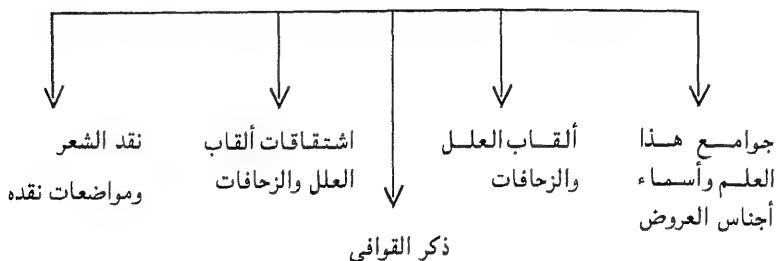 جوامع هذا
العلم وأسماء
أجناس العروض
ألقاب العلل
والزحافات
ذكر القوافي
اشتقاقات ألقاب
العلل والزحافات
نقد الشعر
ومواضعات نقده